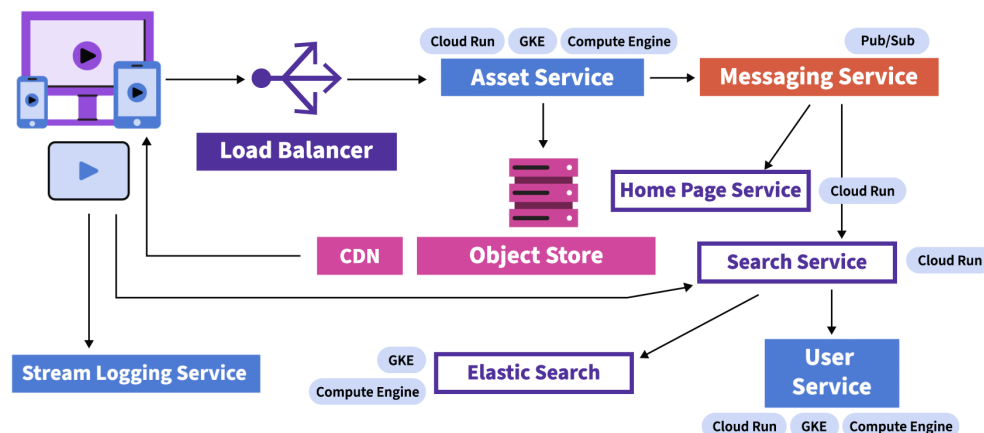 Cloud Run
GKE
Compute Engine
Pub/Sub
Asset Service
Messaging Service
Load Balancer
Home Page Service
Cloud Run
CDN
Object Store
Search Service
Cloud Run
Stream Logging Service
GKE
Compute Engine
Elastic Search
User
Service
Cloud Run
GKE
Compute Engine